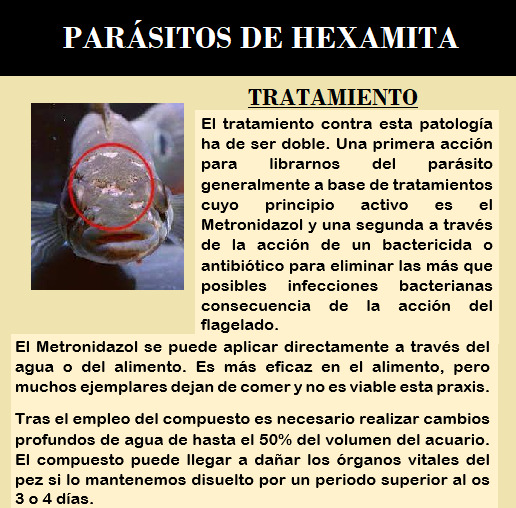 PARÁSITOS DE HEXAMITA
TRATAMIENTO
El tratamiento contra esta patología
ha de ser doble. Una primera acción
para librarnos del parásito
generalmente a base de tratamientos
cuyo principio activo es el
Metronidazol y una segunda a través
de la acción de un bactericida o
antibiótico para eliminar las más que
posibles infecciones bacterianas
consecuencia de la acción del
flagelado.
El Metronidazol se puede aplicar directamente a través del
agua o del alimento. Es más eficaz en el alimento, pero
muchos ejemplares dejan de comer y no es viable esta praxis.
Tras el empleo del compuesto es necesario realizar cambios
profundos de agua de hasta el 50% del volumen del acuario.
El compuesto puede llegar a dañar los órganos vitales del
pez si lo mantenemos disuelto por un periodo superior al os
3 o 4 días.